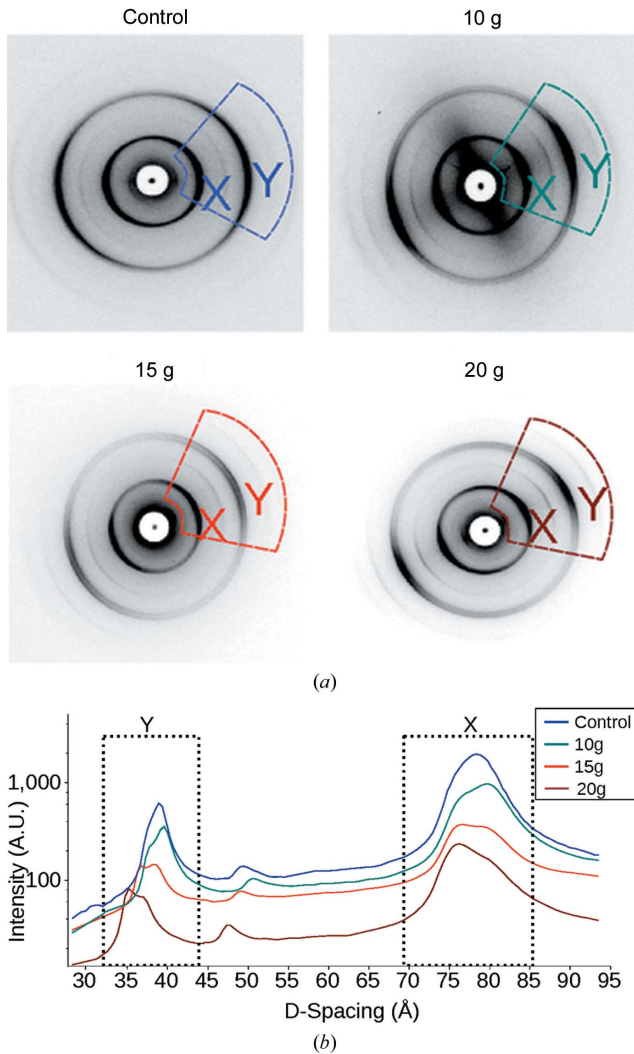 Control
10 g
X
Y
X
Y
15 g
20 g
X
Y
X
Y
(a)
Y
X
Control
10g
15g
20g
1,000
100
Intensity (A.U.)
30 35 40 45 50 55 60 65 70 75 80 85 90 95
D-Spacing (Å)
(b)